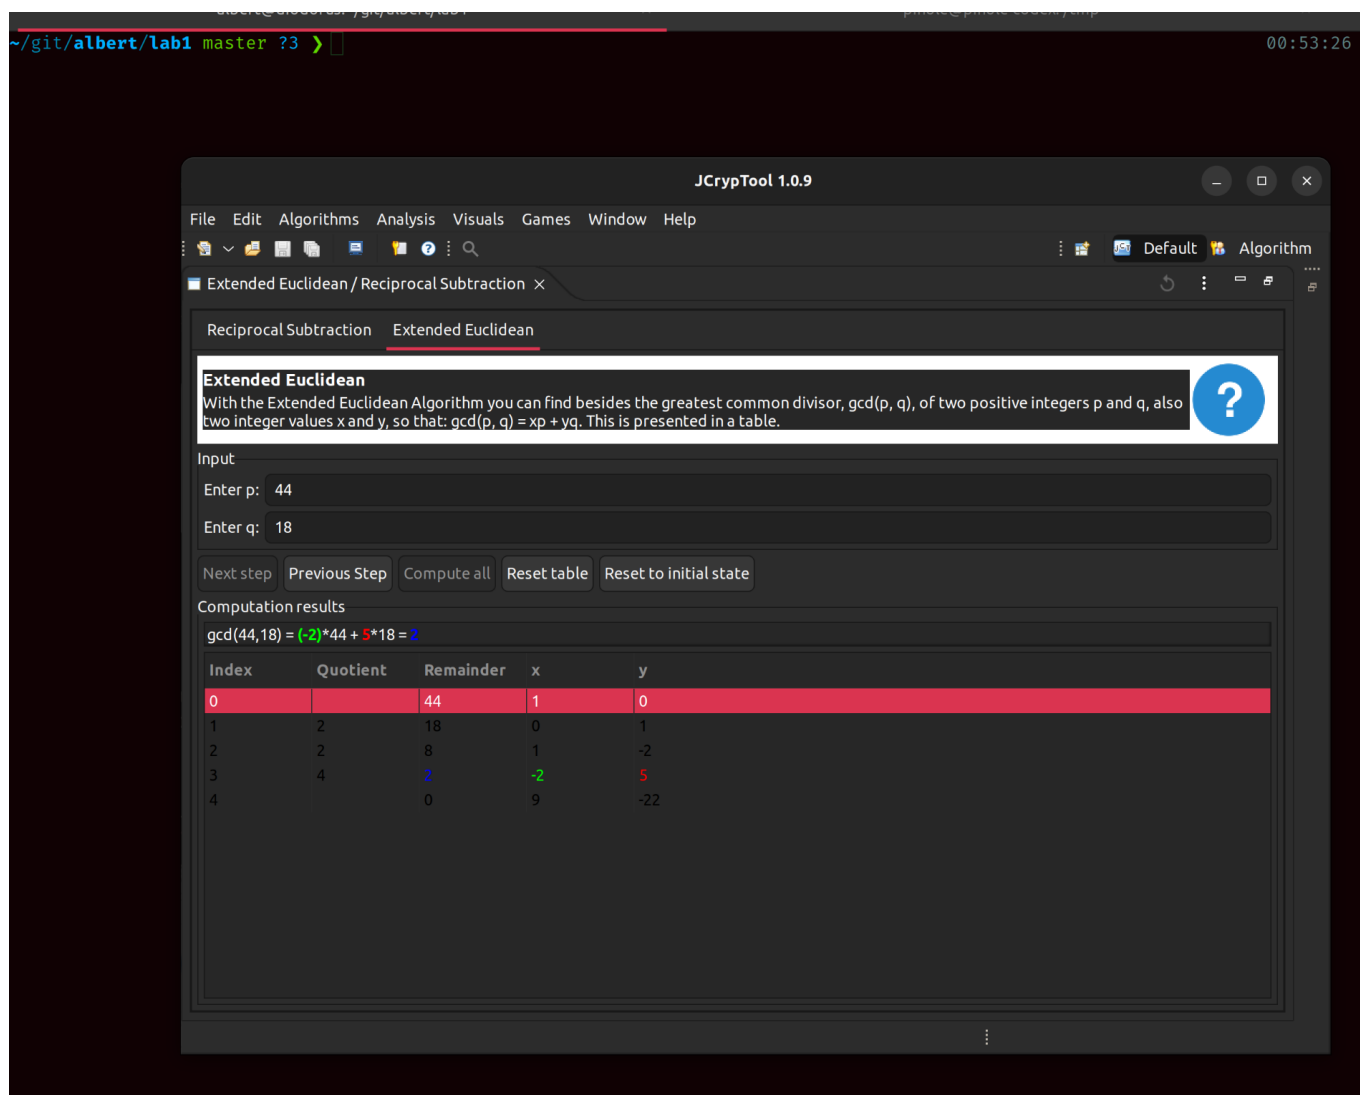 ~/git/albert/lab1 master ?3 ❯ 00:53:26
JCrypTool 1.0.9
File Edit Algorithms Analysis Visuals Games Window Help
Default Algorithm
Extended Euclidean / Reciprocal Subtraction ×
Reciprocal Subtraction Extended Euclidean
Extended Euclidean
With the Extended Euclidean Algorithm you can find besides the greatest common divisor, gcd(p, q), of two positive integers p and q, also
two integer values x and y, so that: gcd(p, q) = xp + yq. This is presented in a table.
?
Input
Enter p: 44
Enter q: 18
Next step Previous Step Compute all Reset table Reset to initial state
Computation results
gcd(44,18) = (-2)*44 + 5*18 = 2
Index Quotient Remainder x y
0 44 1 0
1 2 18 0 1
2 2 8 1 -2
3 4 2 -2 5
4 0 9 -22